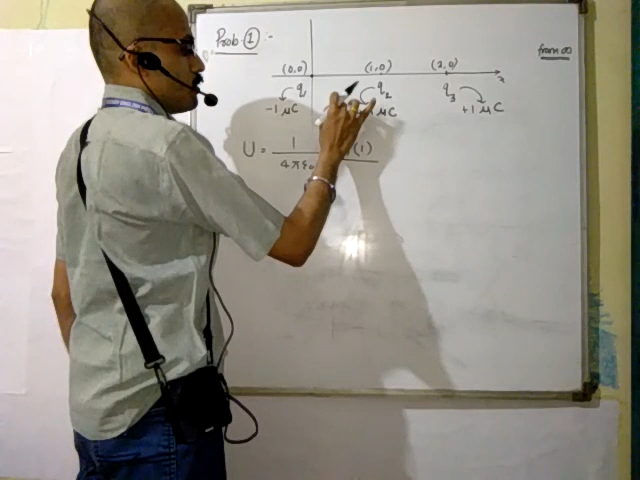 Prob. 1 :-
from ∞
(0,0) (1,0) (2,0)
x
q q₂ q₃
-1 μC μC +1 μC
U = 1 (1)
4πε₀